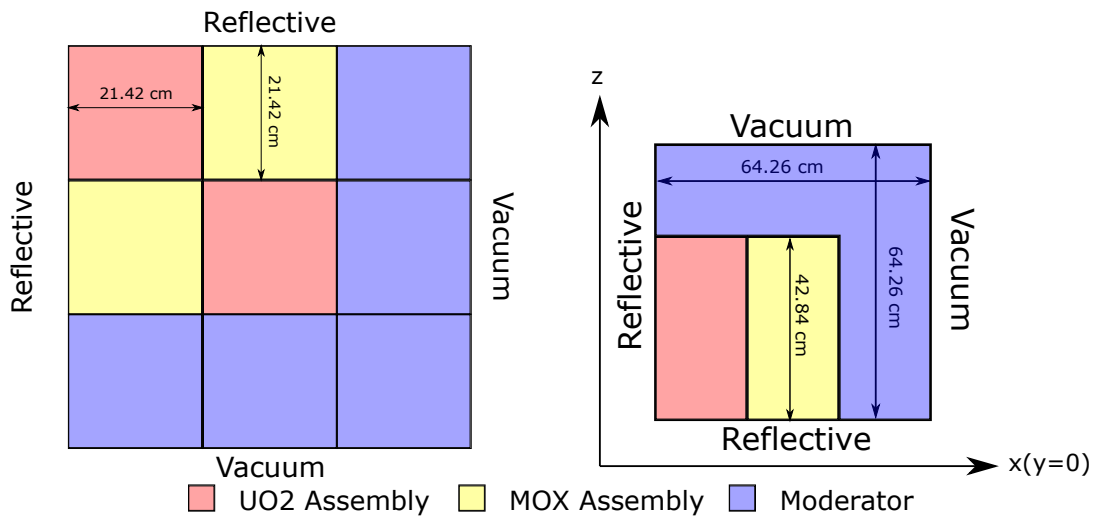 Reflective
21.42 cm
21.42 cm
Reflective
Vacuum
Vacuum
z
Vacuum
64.26 cm
Reflective
42.84 cm
64.26 cm
Vacuum
Reflective
x(y=0)
UO2 Assembly
MOX Assembly
Moderator